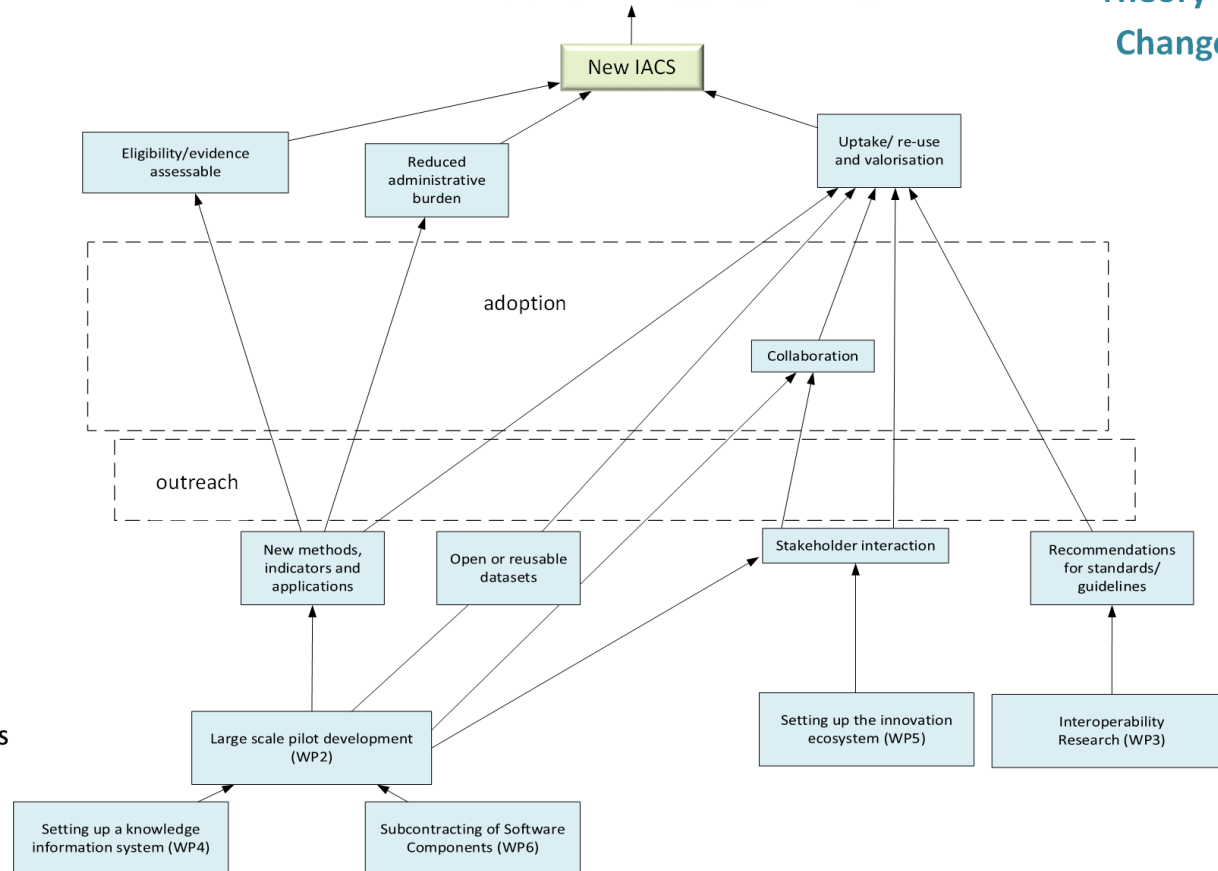 Change
New IACS
Eligibility/evidence
assessable
Reduced
administrative
burden
Uptake/ re-use
and valorisation
adoption
Collaboration
outreach
New methods,
indicators and
applications
Open or reusable
datasets
Stakeholder interaction
Recommendations
for standards/
guidelines
Large scale pilot development
(WP2)
Setting up the innovation
ecosystem (WP5)
Interoperability
Research (WP3)
Setting up a knowledge
information system (WP4)
Subcontracting of Software
Components (WP6)